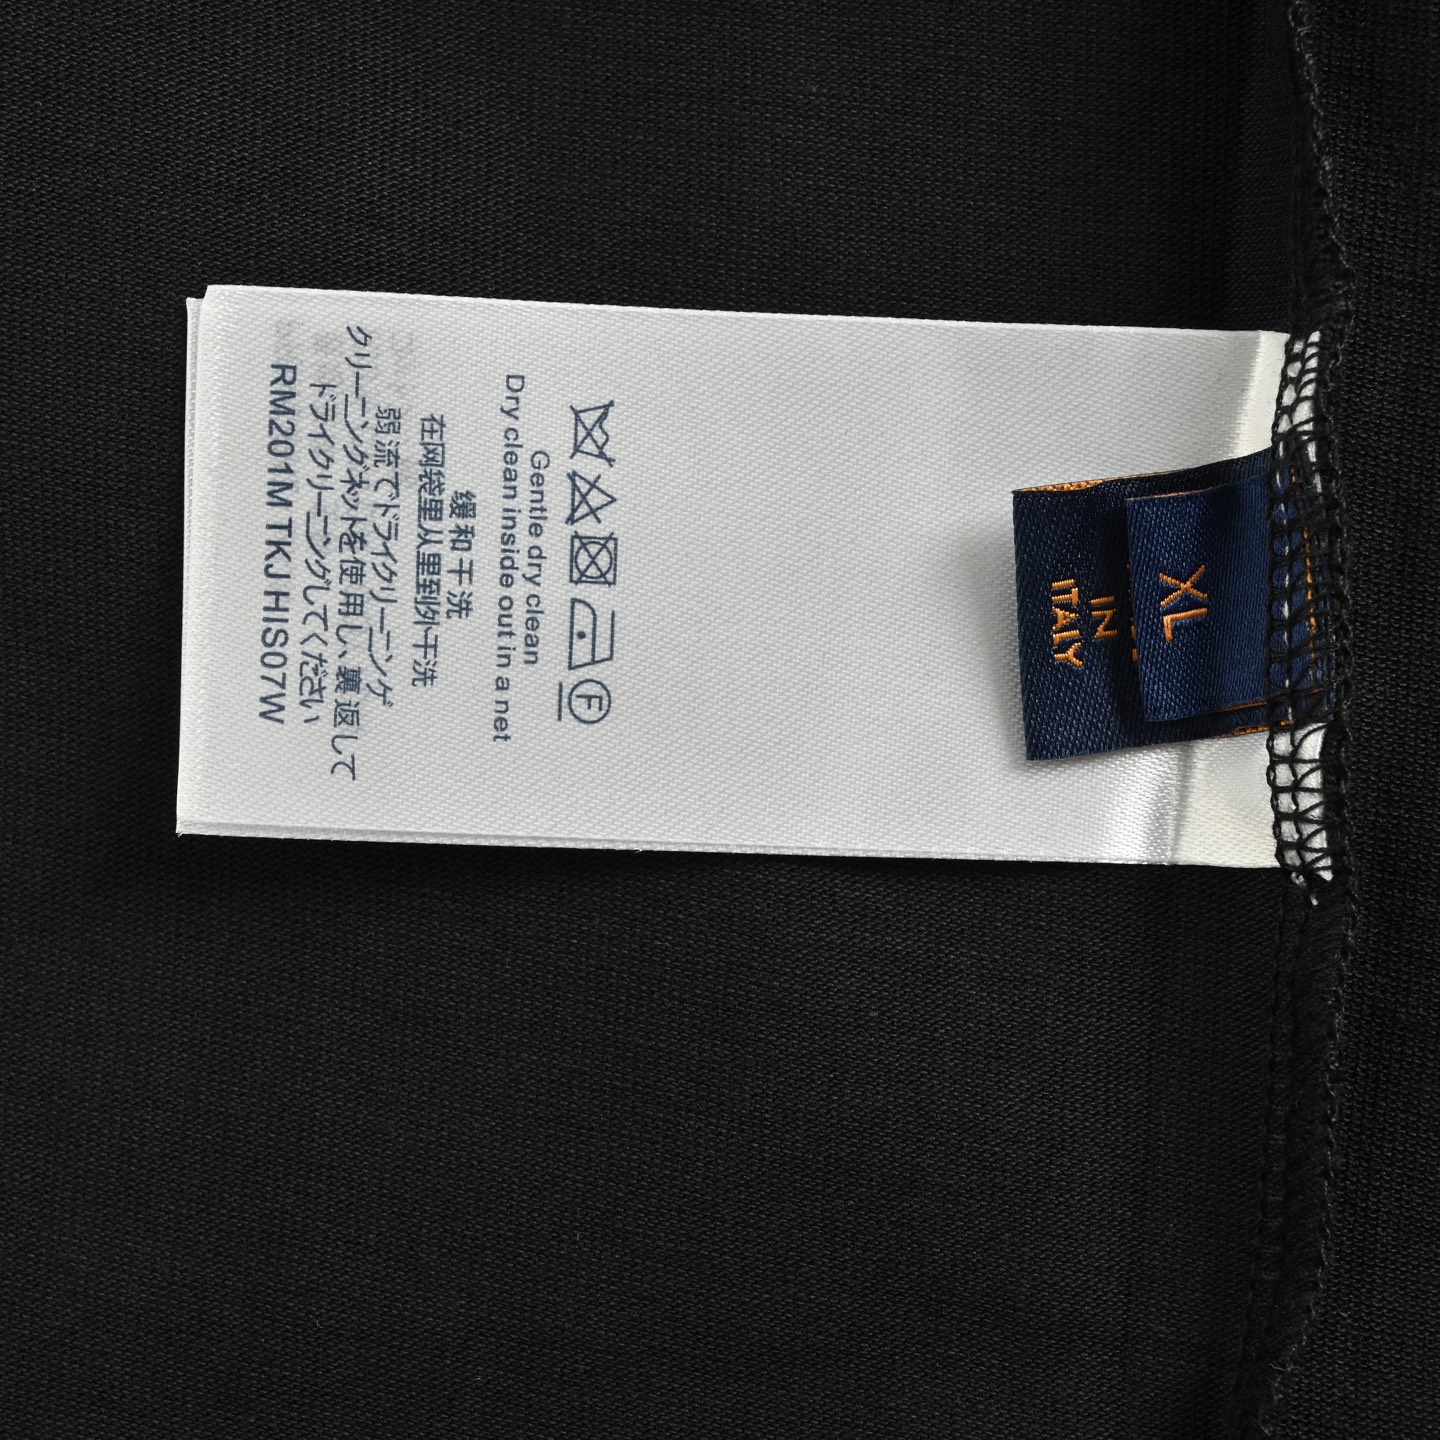 Gentle dry clean
Dry clean inside out in a net
缓和干洗
在网袋里从里到外干洗
弱流でドライクリーニング
クリーニングネットを使用し、裏返して
ドライクリーニングしてください
RM201M TKJ HIS07W
XL
IN
ITALY
F